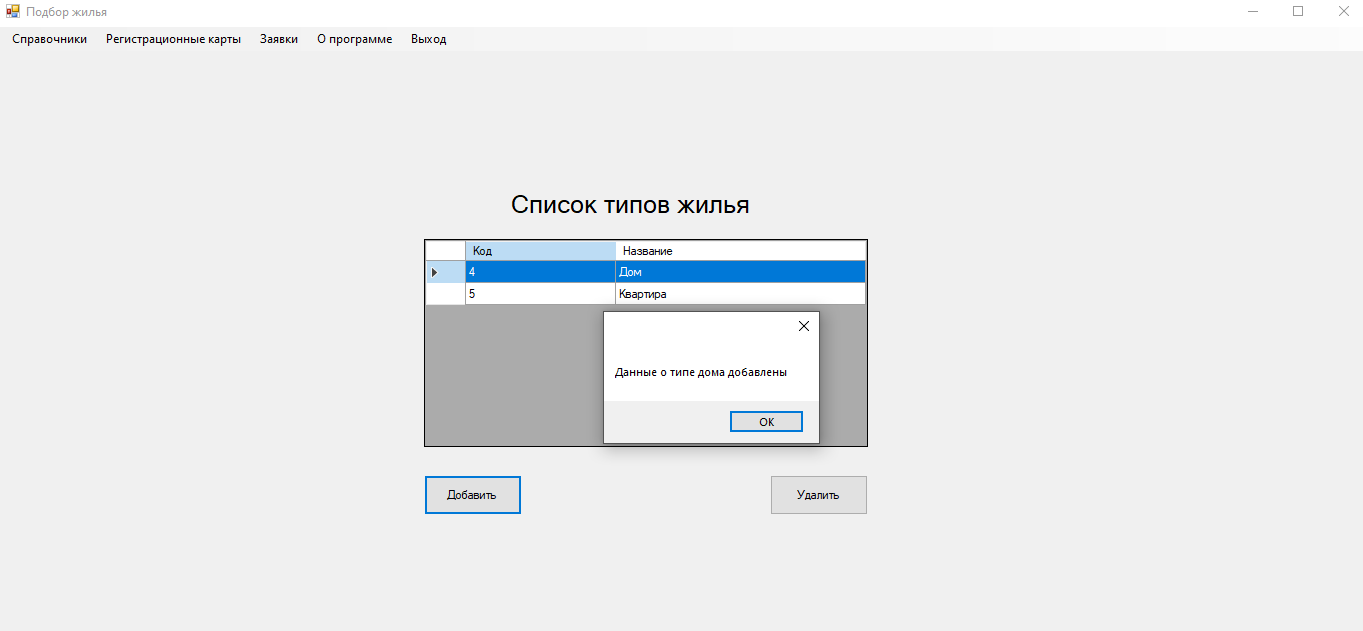 Подбор жилья
Справочники Регистрационные карты Заявки О программе Выход
Список типов жилья
Код Название
4 Дом
5 Квартира
Данные о типе дома добавлены
OK
Добавить Удалить